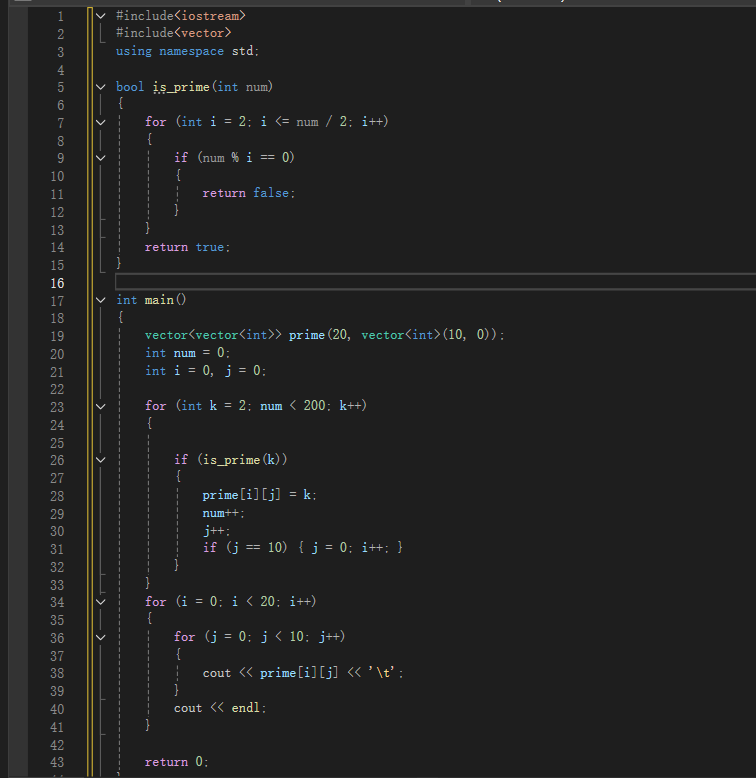 1 #include<iostream>
2 #include<vector>
3 using namespace std;
4
5 bool is_prime(int num)
6 {
7 for (int i = 2; i <= num / 2; i++)
8 {
9 if (num % i == 0)
10 {
11 return false;
12 }
13 }
14 return true;
15 }
16
17 int main()
18 {
19 vector<vector<int>> prime(20, vector<int>(10, 0));
20 int num = 0;
21 int i = 0, j = 0;
22
23 for (int k = 2; num < 200; k++)
24 {
25
26 if (is_prime(k))
27 {
28 prime[i][j] = k;
29 num++;
30 j++;
31 if (j == 10) { j = 0; i++; }
32 }
33 }
34 for (i = 0; i < 20; i++)
35 {
36 for (j = 0; j < 10; j++)
37 {
38 cout << prime[i][j] << '\t';
39 }
40 cout << endl;
41 }
42
43 return 0;